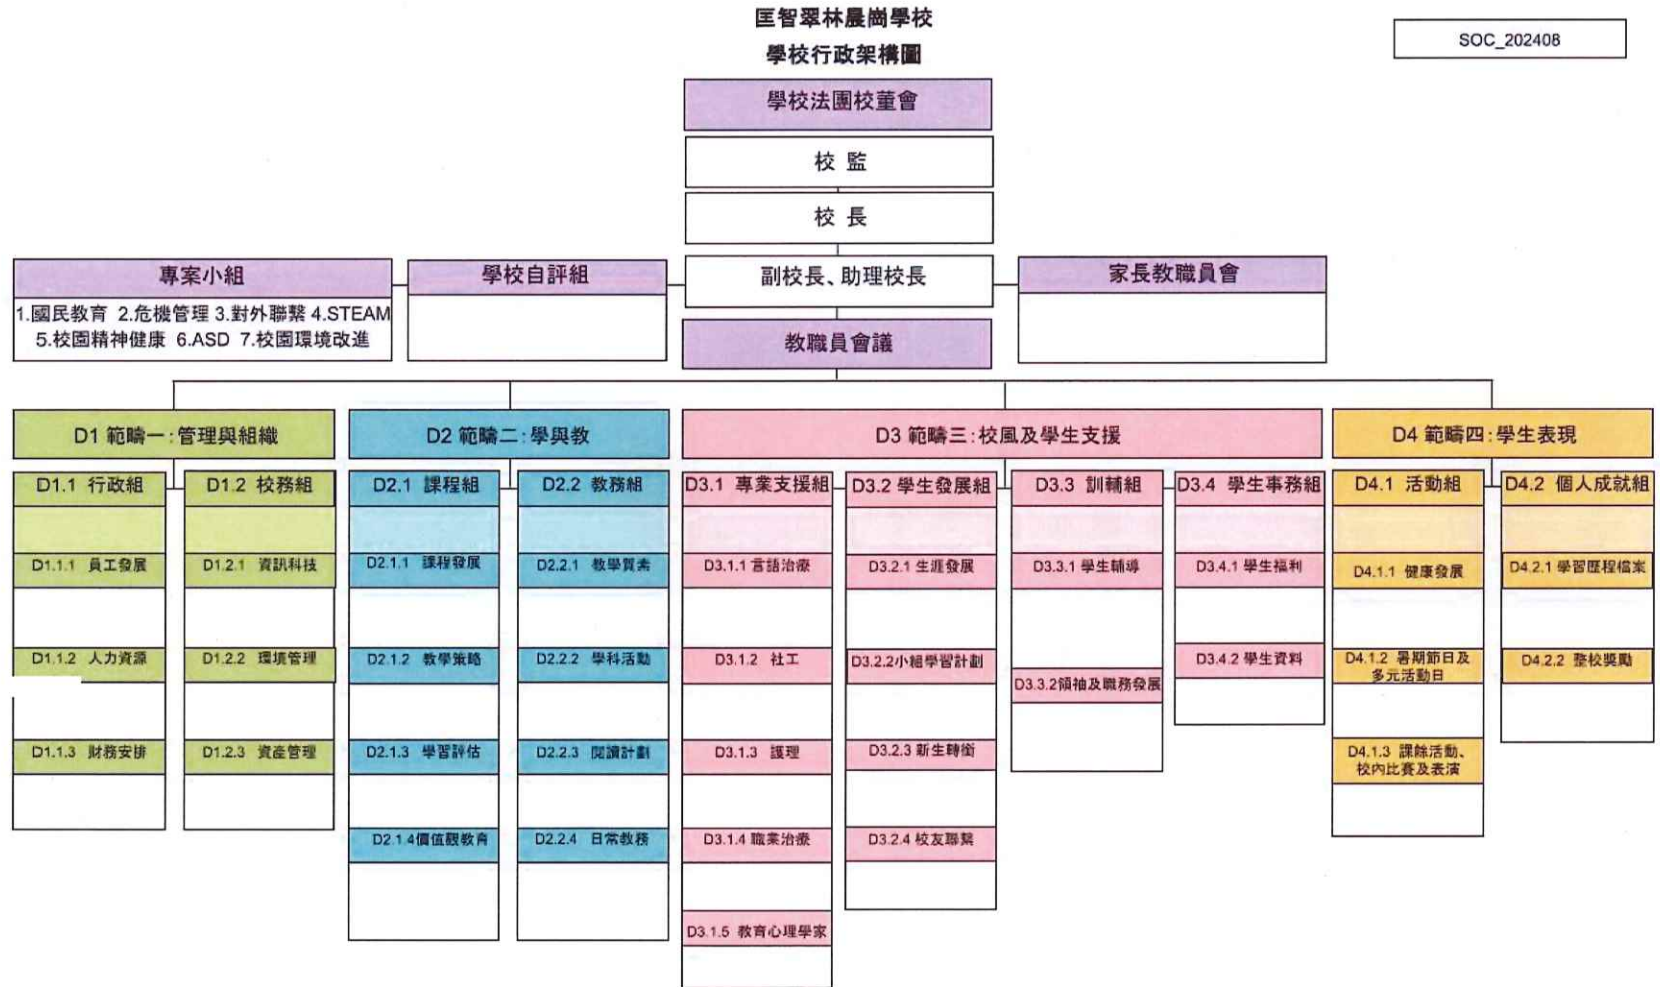 匡智翠林晨崗學校
學校行政架構圖
SOC_202408
學校法團校董會
校 監
校 長
專案小組
1.國民教育 2.危機管理 3.對外聯繫 4.STEAM
5.校園精神健康 6.ASD 7.校園環境改進
學校自評組
副校長、助理校長
家長教職員會
教職員會議
D1 範疇一:管理與組織
D2 範疇二:學與教
D3 範疇三:校風及學生支援
D4 範疇四:學生表現
D1.1 行政組
D1.1.1 員工發展
D1.1.2 人力資源
D1.1.3 財務安排
D1.2 校務組
D1.2.1 資訊科技
D1.2.2 環境管理
D1.2.3 資產管理
D2.1 課程組
D2.1.1 課程發展
D2.1.2 教學策略
D2.1.3 學習評估
D2.1.4價值觀教育
D2.2 教務組
D2.2.1 教學質素
D2.2.2 學科活動
D2.2.3 閱讀計劃
D2.2.4 日常教務
D3.1 專業支援組
D3.1.1 言語治療
D3.1.2 社工
D3.1.3 護理
D3.1.4 職業治療
D3.1.5 教育心理學家
D3.2 學生發展組
D3.2.1 生涯發展
D3.2.2小組學習計劃
D3.2.3 新生轉銜
D3.2.4 校友聯繫
D3.3 訓輔組
D3.3.1 學生輔導
D3.3.2領袖及職務發展
D3.4 學生事務組
D3.4.1 學生福利
D3.4.2 學生資料
D4.1 活動組
D4.1.1 健康發展
D4.1.2 暑期節日及
多元活動日
D4.1.3 課餘活動、
校內比賽及表演
D4.2 個人成就組
D4.2.1 學習歷程檔案
D4.2.2 整校獎勵